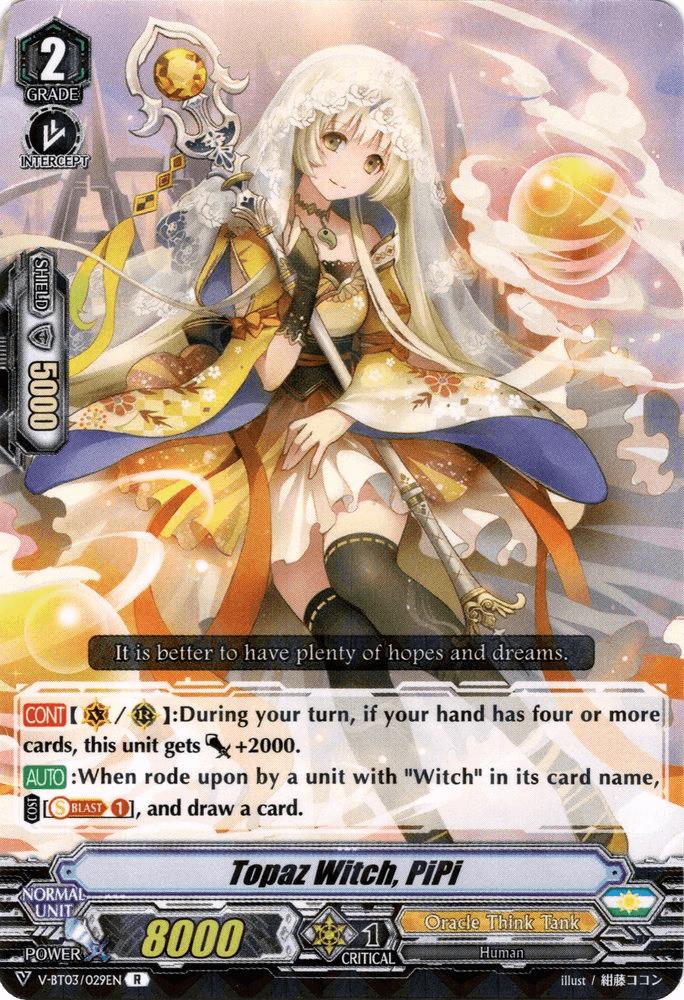 2
GRADE
INTERCEPT
SHIELD
5000
It is better to have plenty of hopes and dreams.
CONT【 V / R 】:During your turn, if your hand has four or more
cards, this unit gets +2000.
AUTO :When rode upon by a unit with "Witch" in its card name,
COST [S BLAST 1], and draw a card.
Topaz Witch, PiPi
NORMAL
UNIT
POWER
8000
1
CRITICAL
Oracle Think Tank
Human
V-BT03/029EN R
illust / 紺藤ココン